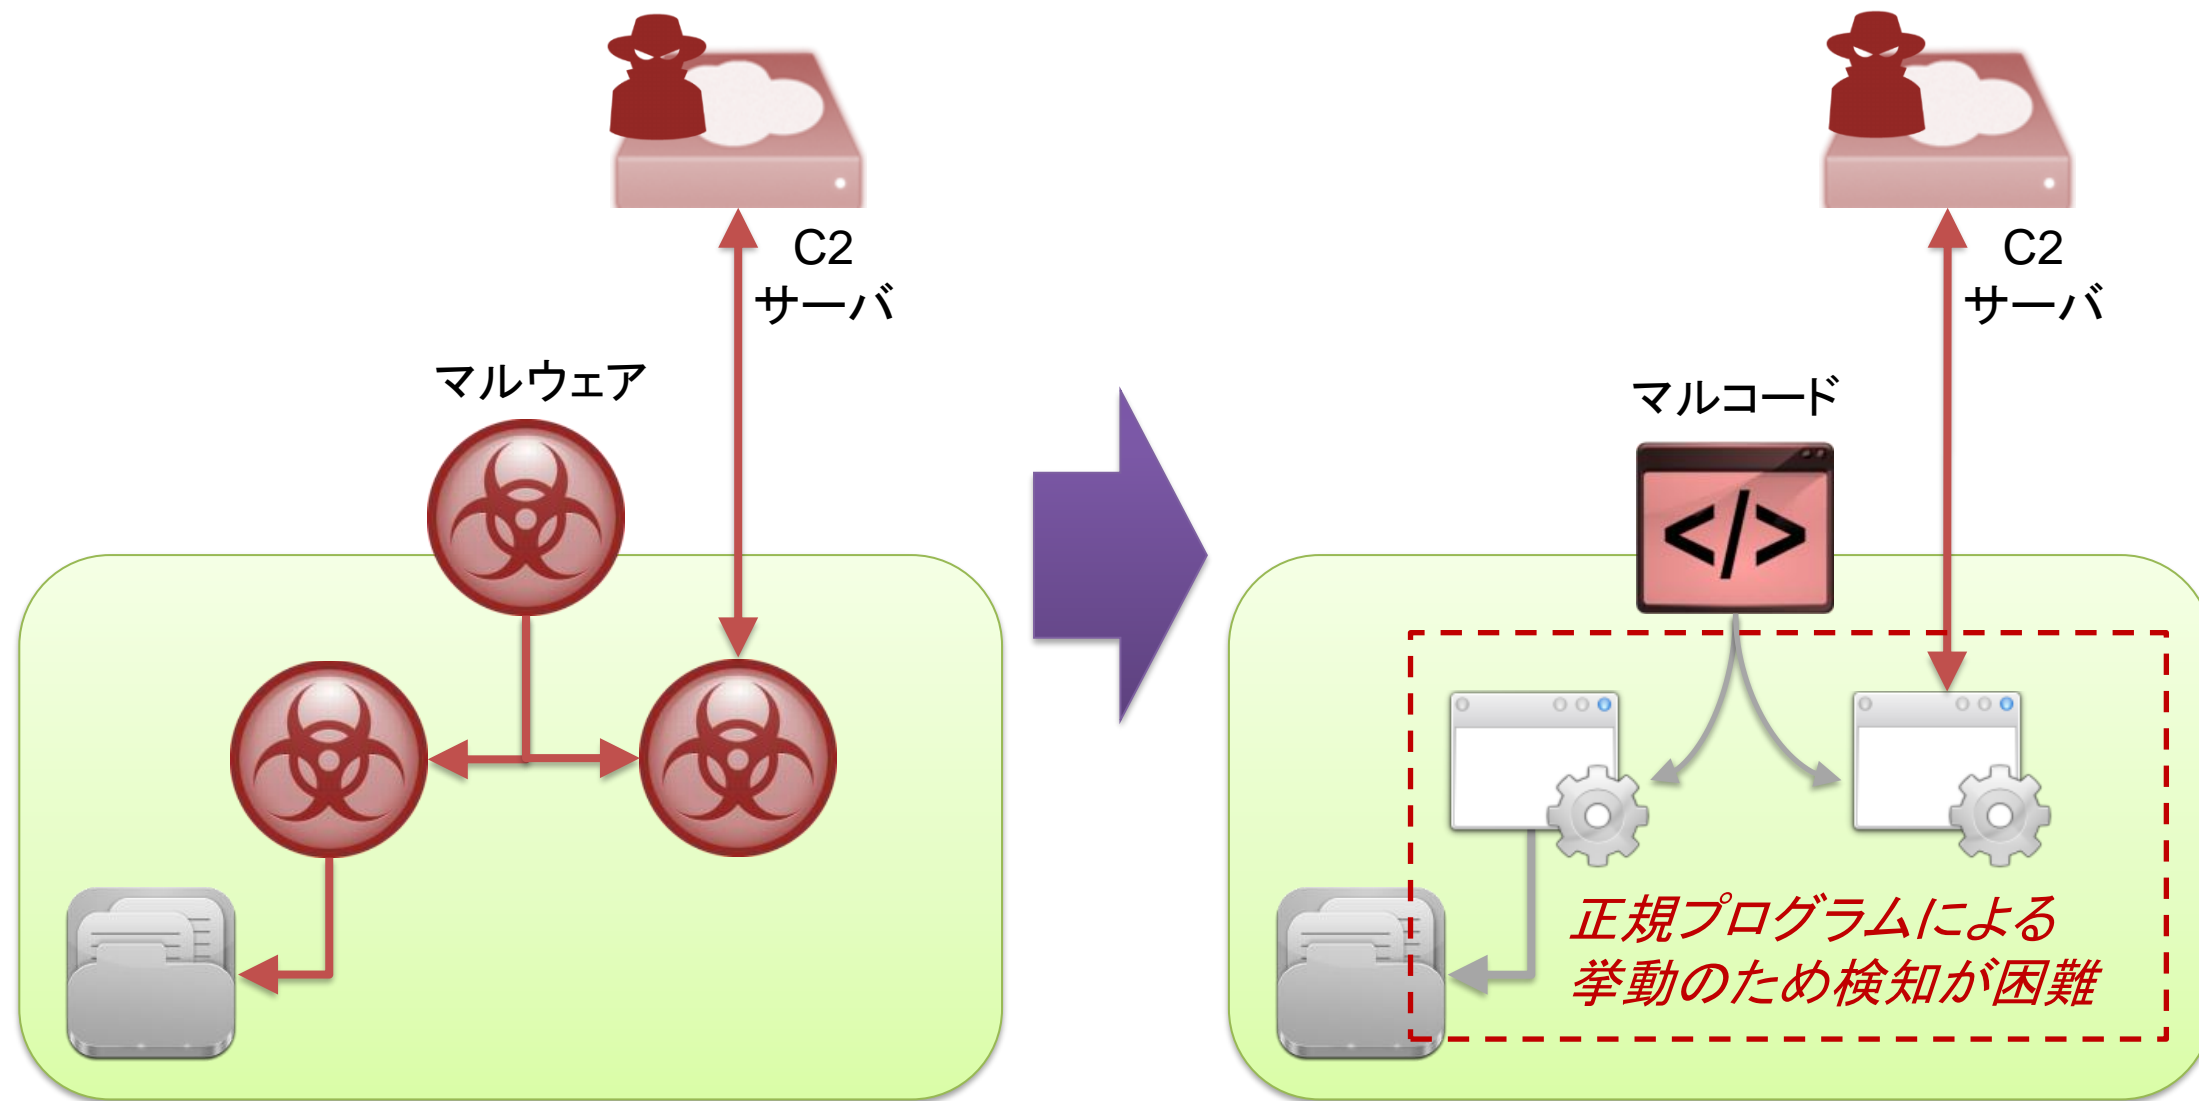 C2
サーバ
マルウェア
C2
サーバ
マルコード
</>
正規プログラムによる
挙動のため検知が困難